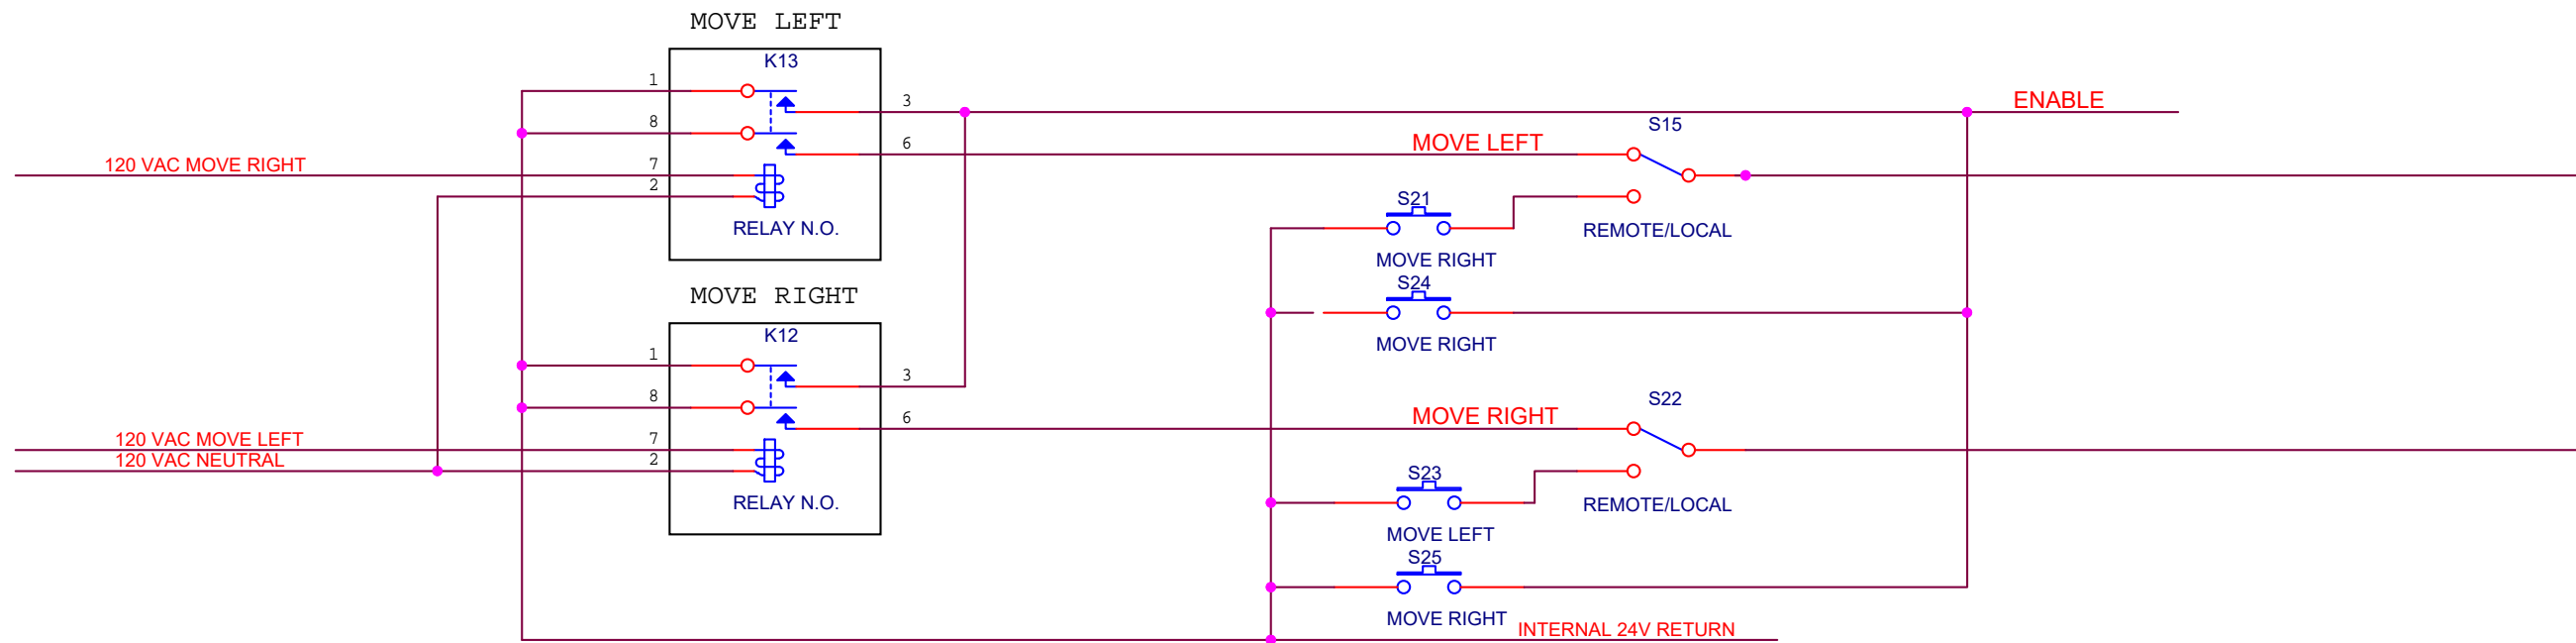 MOVE LEFT
K13
1
3
8
6
7
2
120 VAC MOVE RIGHT
RELAY N.O.
MOVE LEFT
ENABLE
S15
S21
REMOTE/LOCAL
MOVE RIGHT
S24
MOVE RIGHT
MOVE RIGHT
K12
1
3
8
6
7
2
120 VAC MOVE LEFT
120 VAC NEUTRAL
RELAY N.O.
MOVE RIGHT
S22
S23
REMOTE/LOCAL
MOVE LEFT
S25
MOVE RIGHT
INTERNAL 24V RETURN